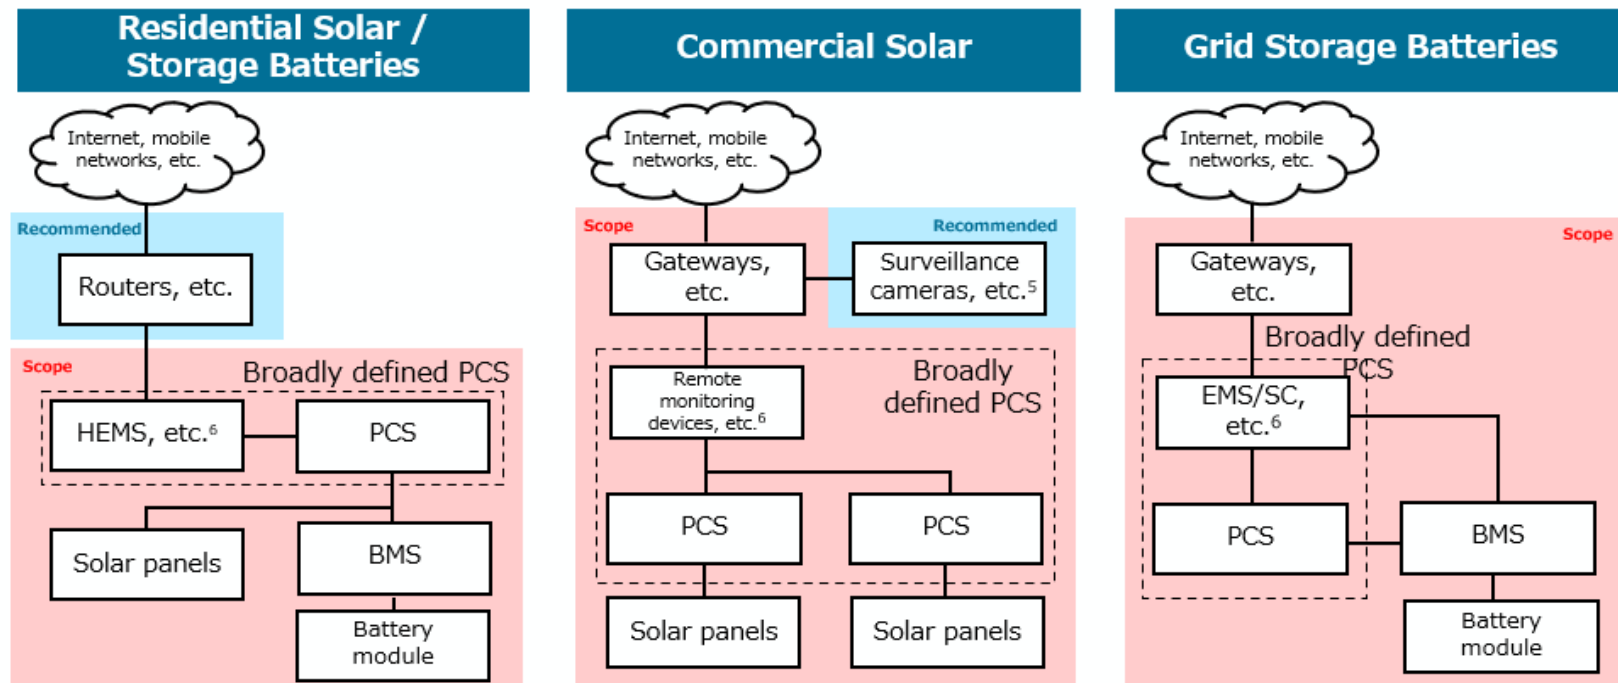 Residential Solar /
Storage Batteries
Internet, mobile
networks, etc.
Recommended
Routers, etc.
Scope
Broadly defined PCS
HEMS, etc.⁶
PCS
Solar panels
BMS
Battery
module
Commercial Solar
Internet, mobile
networks, etc.
Scope
Recommended
Gateways,
etc.
Surveillance
cameras, etc.⁵
Broadly
defined PCS
Remote
monitoring
devices, etc.⁶
PCS
PCS
Solar panels
Solar panels
Grid Storage Batteries
Internet, mobile
networks, etc.
Scope
Gateways,
etc.
Broadly defined
PCS
EMS/SC,
etc.⁶
PCS
BMS
Battery
module